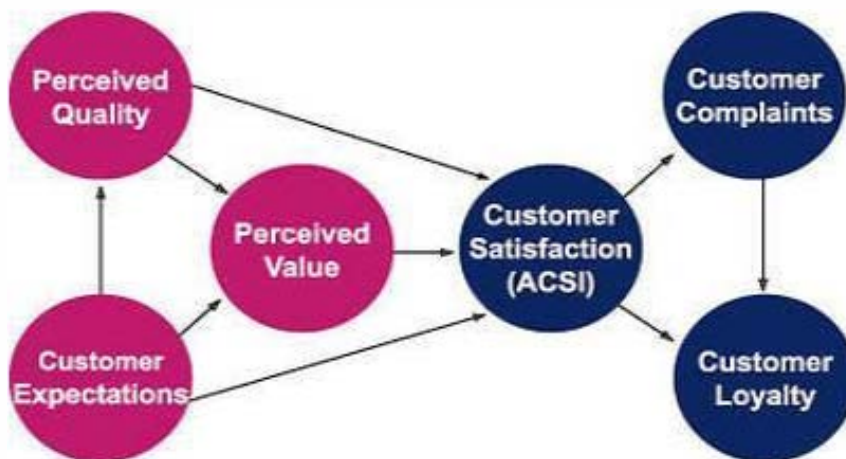 Perceived
Quality
Customer
Complaints
Perceived
Value
Customer
Satisfaction
(ACSI)
Customer
Expectations
Customer
Loyalty